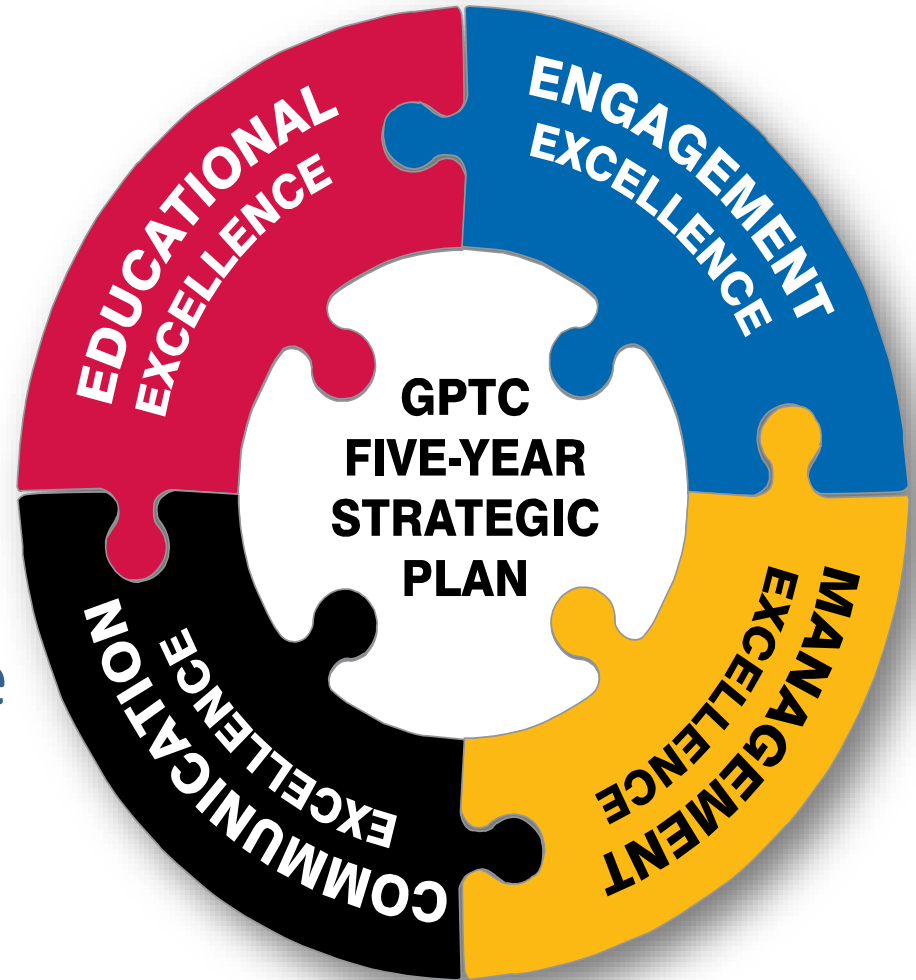 EDUCATIONAL
EXCELLENCE
ENGAGEMENT
EXCELLENCE
GPTC
FIVE-YEAR
STRATEGIC
PLAN
COMMUNICATION
EXCELLENCE
MANAGEMENT
EXCELLENCE
e